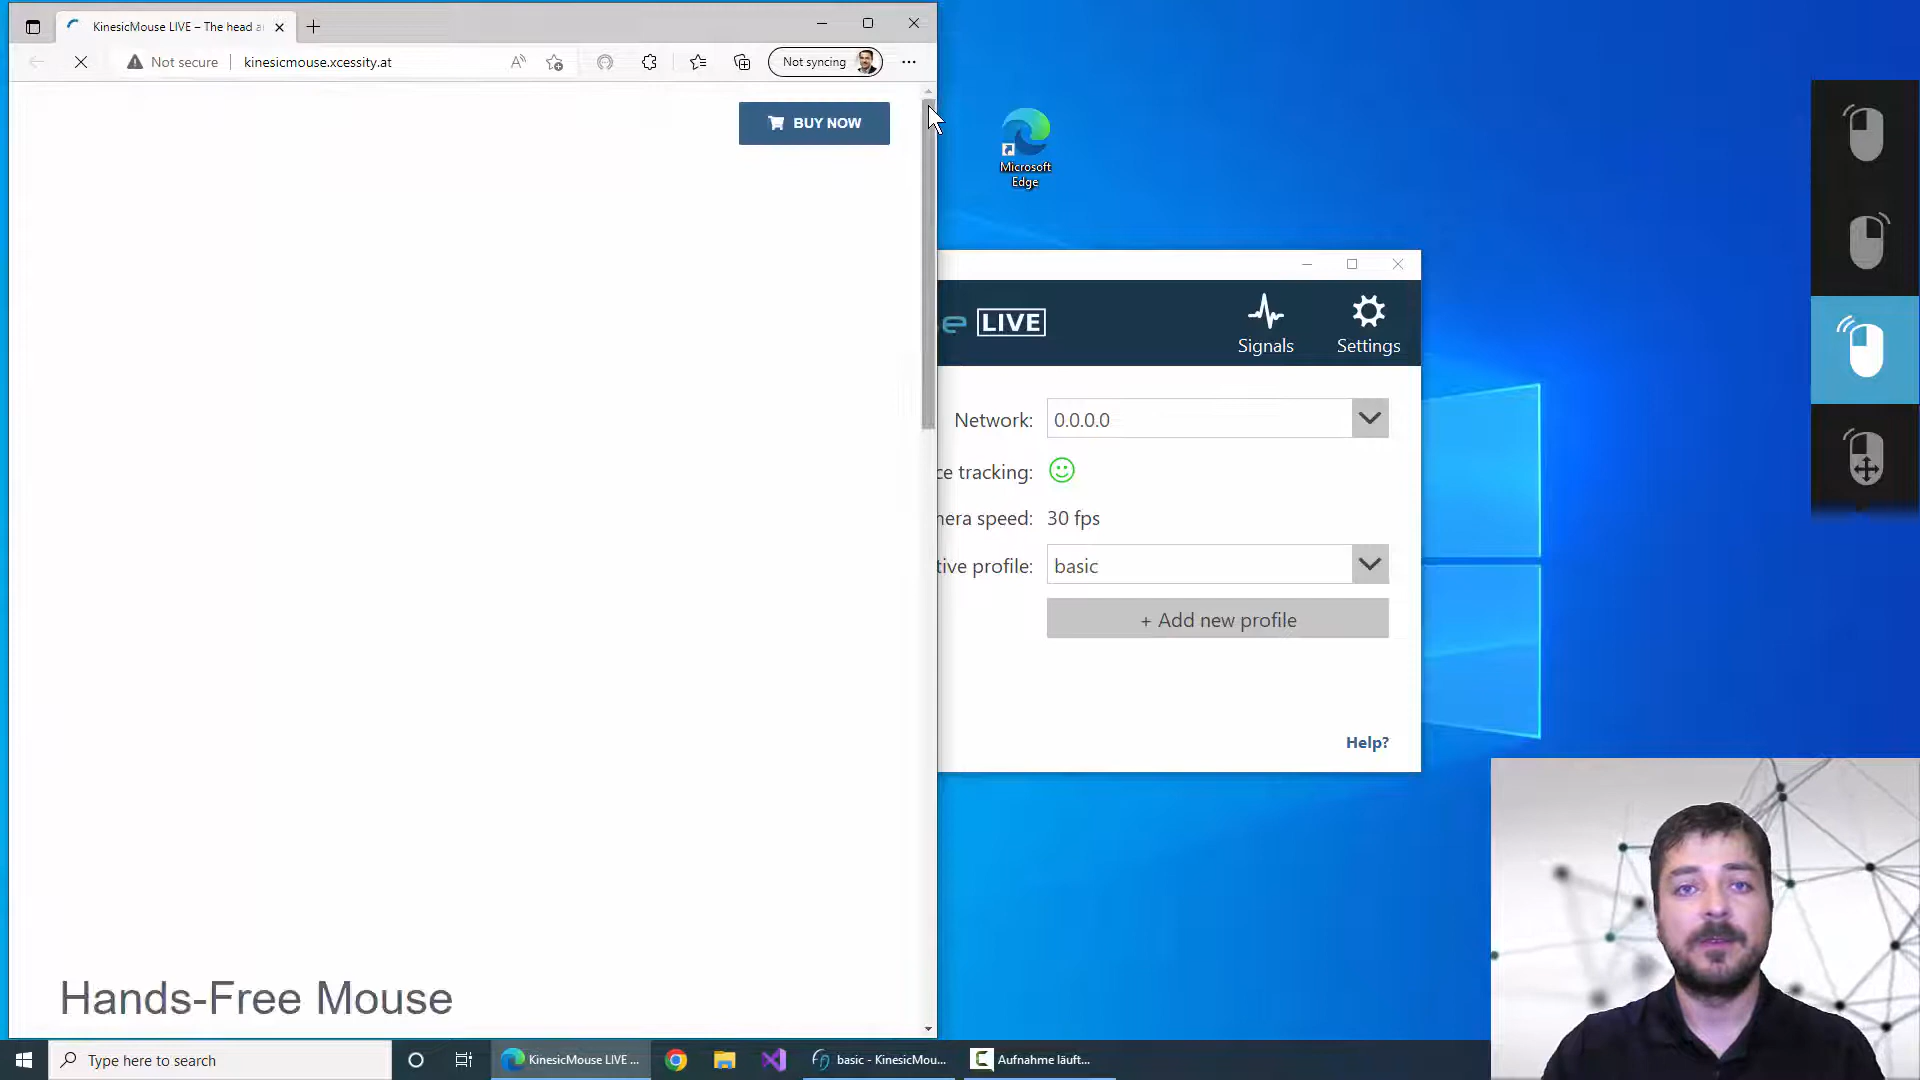 KinesicMouse LIVE – The head a
Not secure
kinesicmouse.xcessity.at
Not syncing
BUY NOW
Microsoft
Edge
e LIVE
Signals
Settings
Network:
0.0.0.0
ce tracking:
nera speed:
30 fps
tive profile:
basic
+ Add new profile
Help?
Hands-Free Mouse
Type here to search
KinesicMouse LIVE ...
basic - KinesicMou...
Aufnahme läuft...